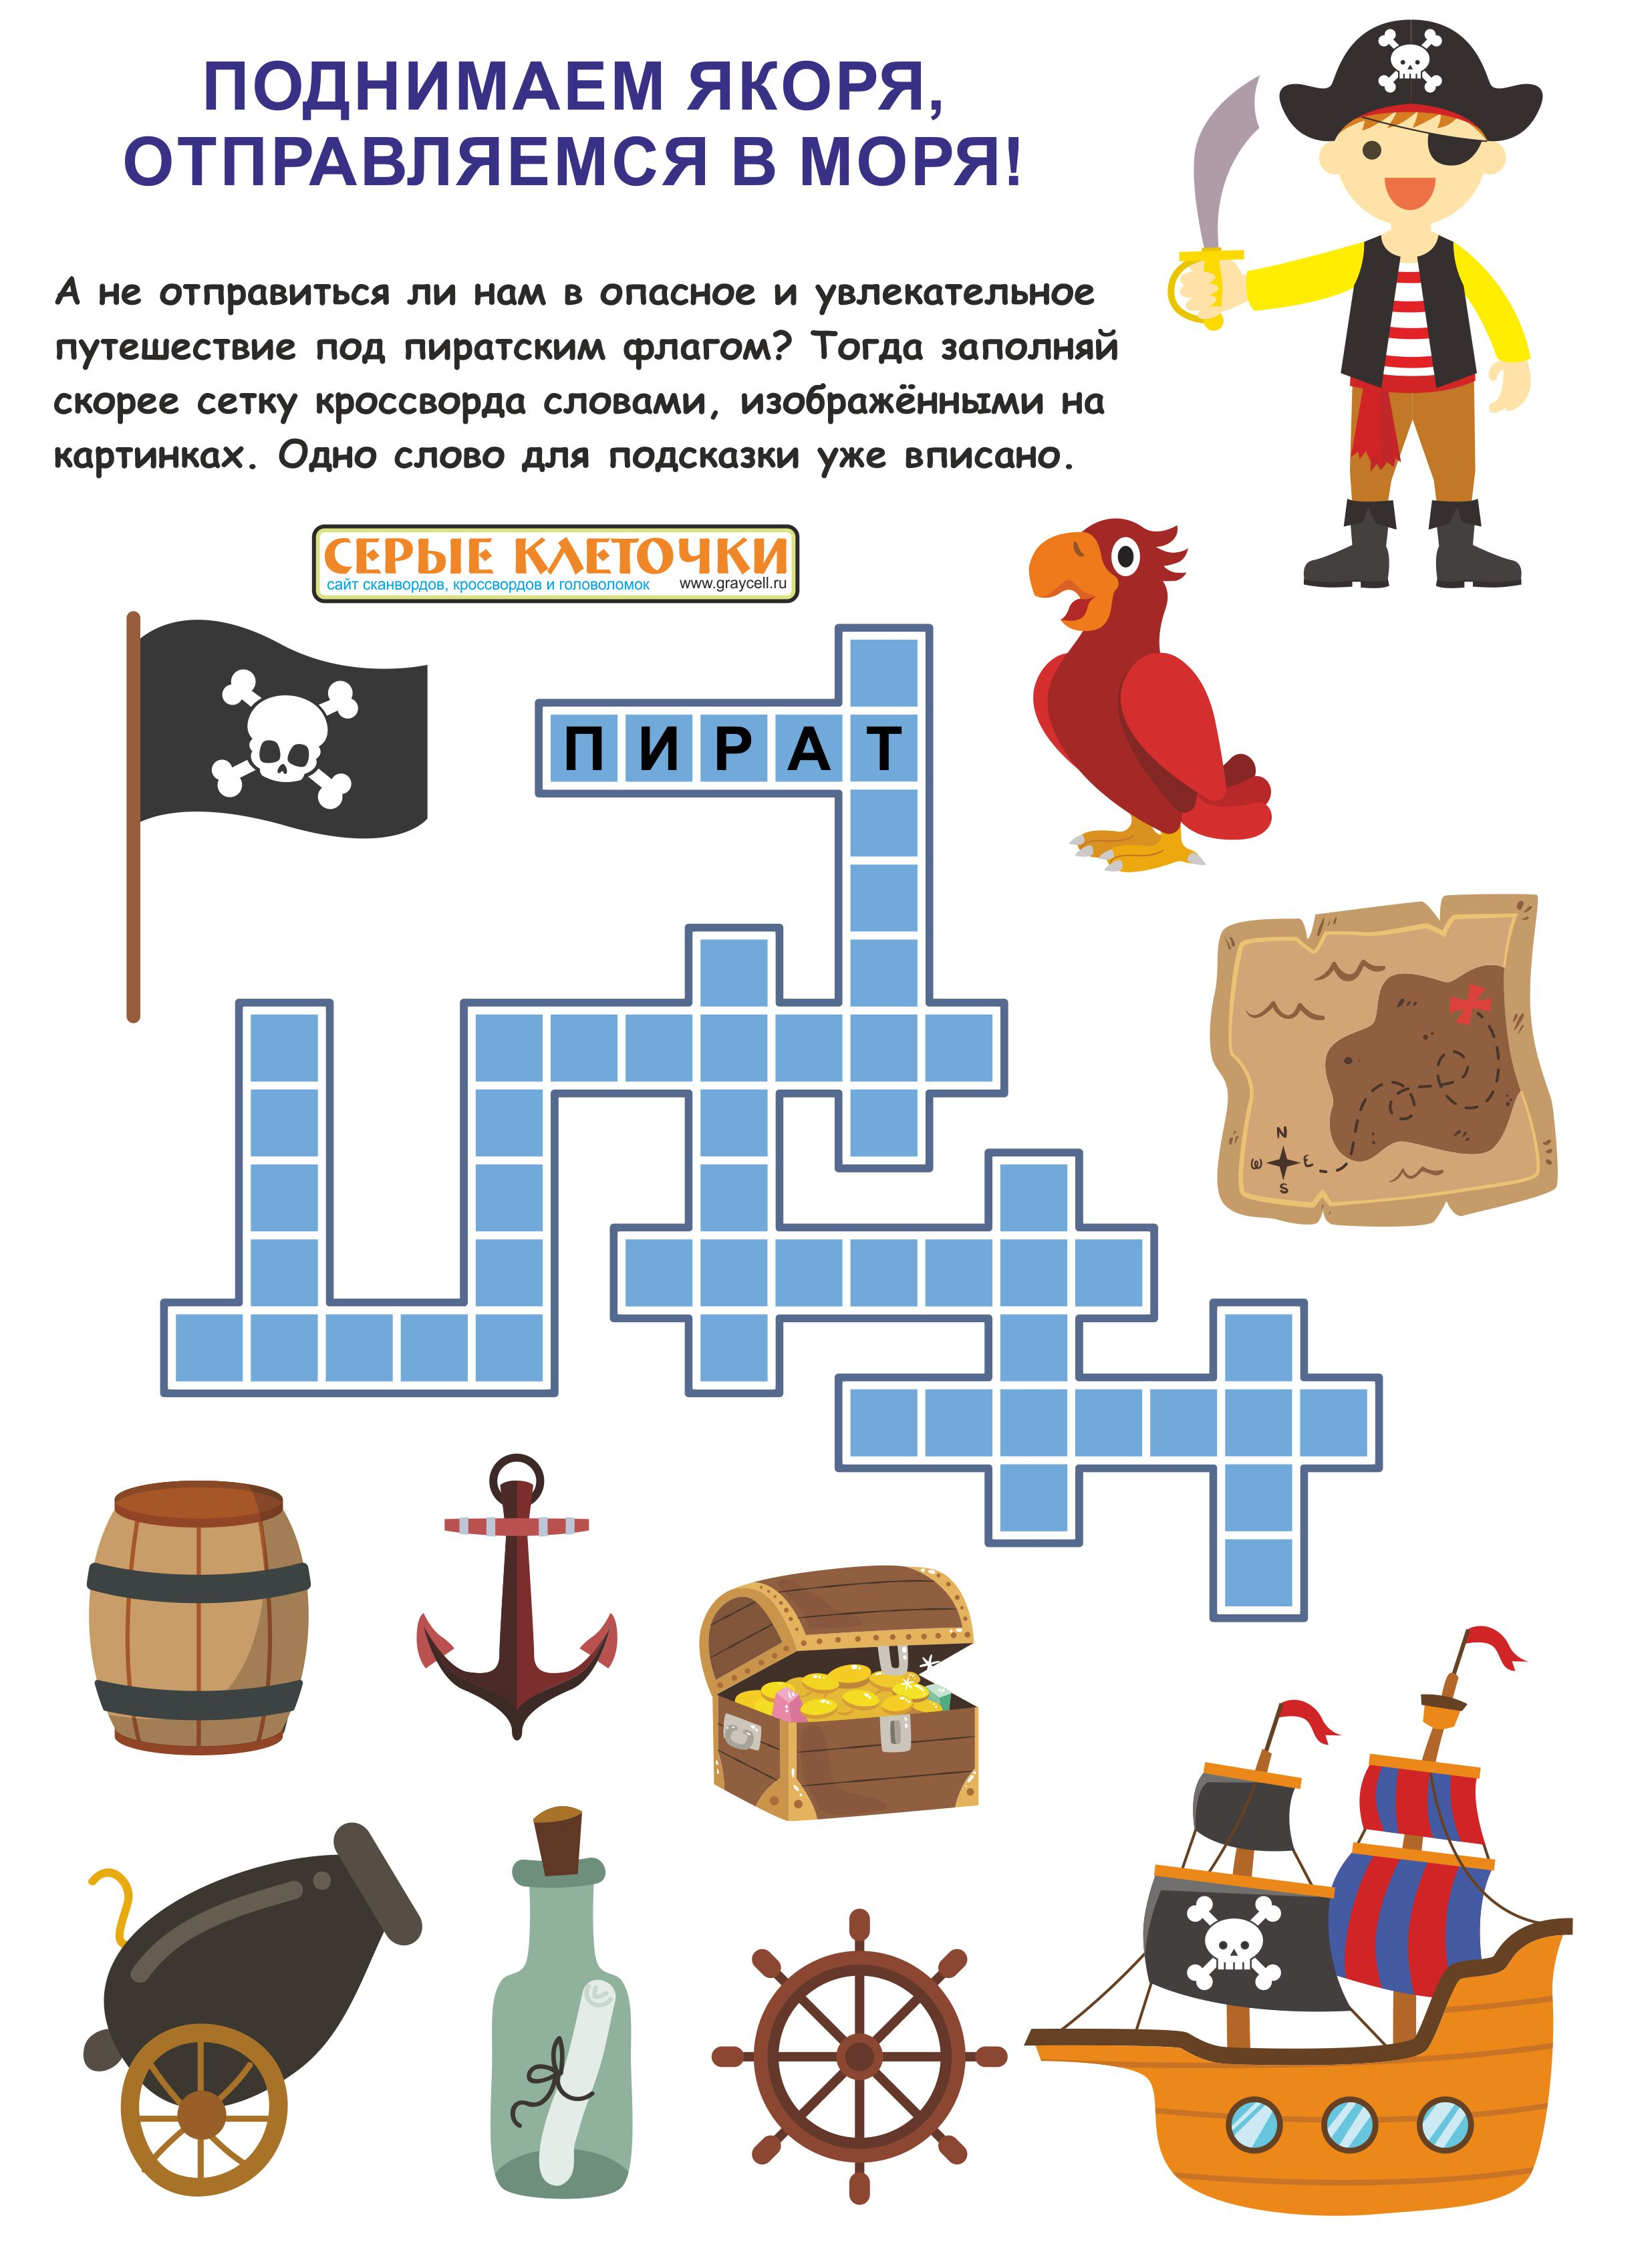 ПОДНИМАЕМ ЯКОРЯ,
ОТПРАВЛЯЕМСЯ В МОРЯ!
А не отправиться ли нам в опасное и увлекательное
путешествие под пиратским флагом? Тогда заполняй
скорее сетку кроссворда словами, изображёнными на
картинках. Одно слово для подсказки уже вписано.
СЕРЫЕ КЛЕТОЧКИ
сайт сканвордов, кроссвордов и головоломок www.graycell.ru
ПИРАТ
N
W E
S